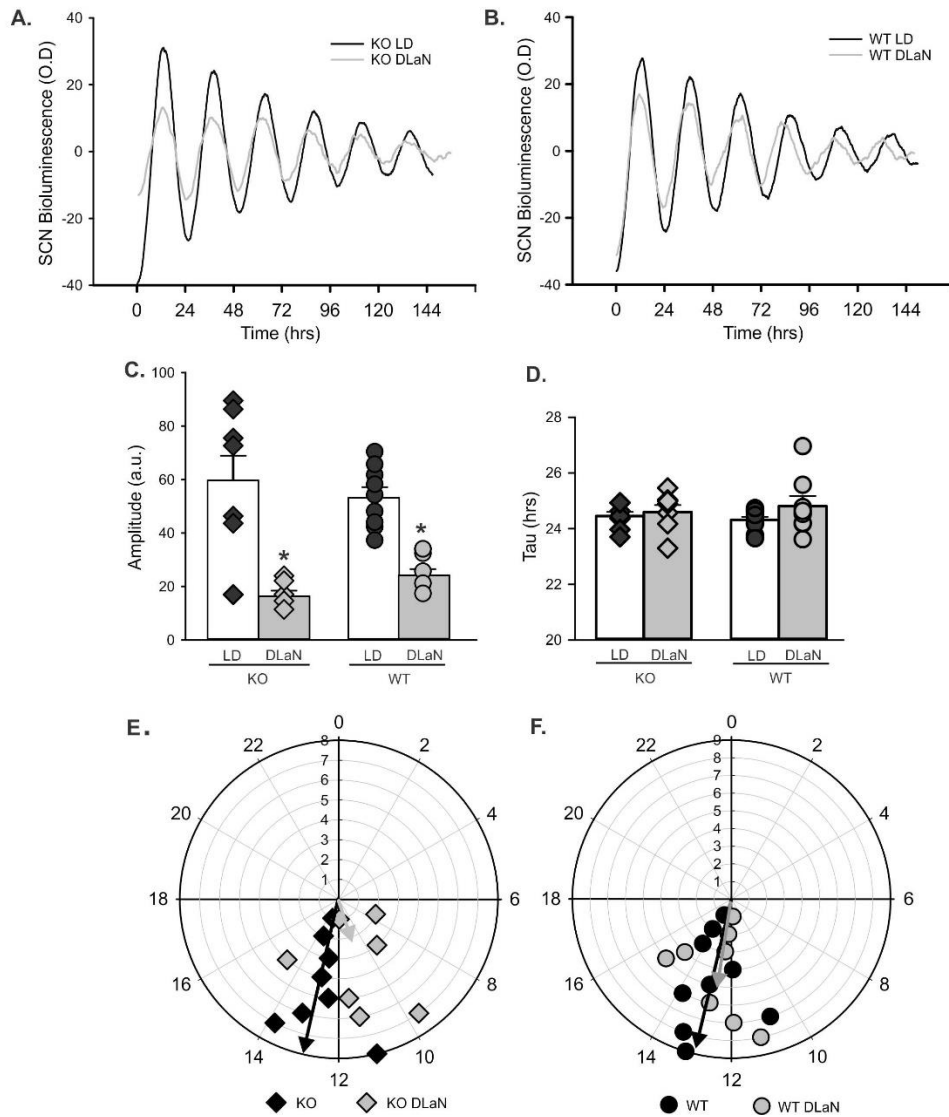 A.
B.
40
20
0
-20
-40
SCN Bioluminescence (O.D)
KO LD
KO DLaN
0 24 48 72 96 120 144
Time (hrs)
40
20
0
-20
-40
SCN Bioluminescence (O.D)
WT LD
WT DLaN
0 24 48 72 96 120 144
Time (hrs)
C.
100
80
60
40
20
0
Amplitude (a.u.)
* *
LD DLaN LD DLaN
KO WT
D.
28
26
24
22
20
Tau (hrs)
LD DLaN LD DLaN
KO WT
E.
0
2
4
6
10
12
14
16
18
20
22
8
7
6
5
4
3
2
1
KO KO DLaN
F.
0
2
4
6
10
12
14
16
18
20
22
9
8
7
6
5
4
3
2
1
8
WT WT DLaN